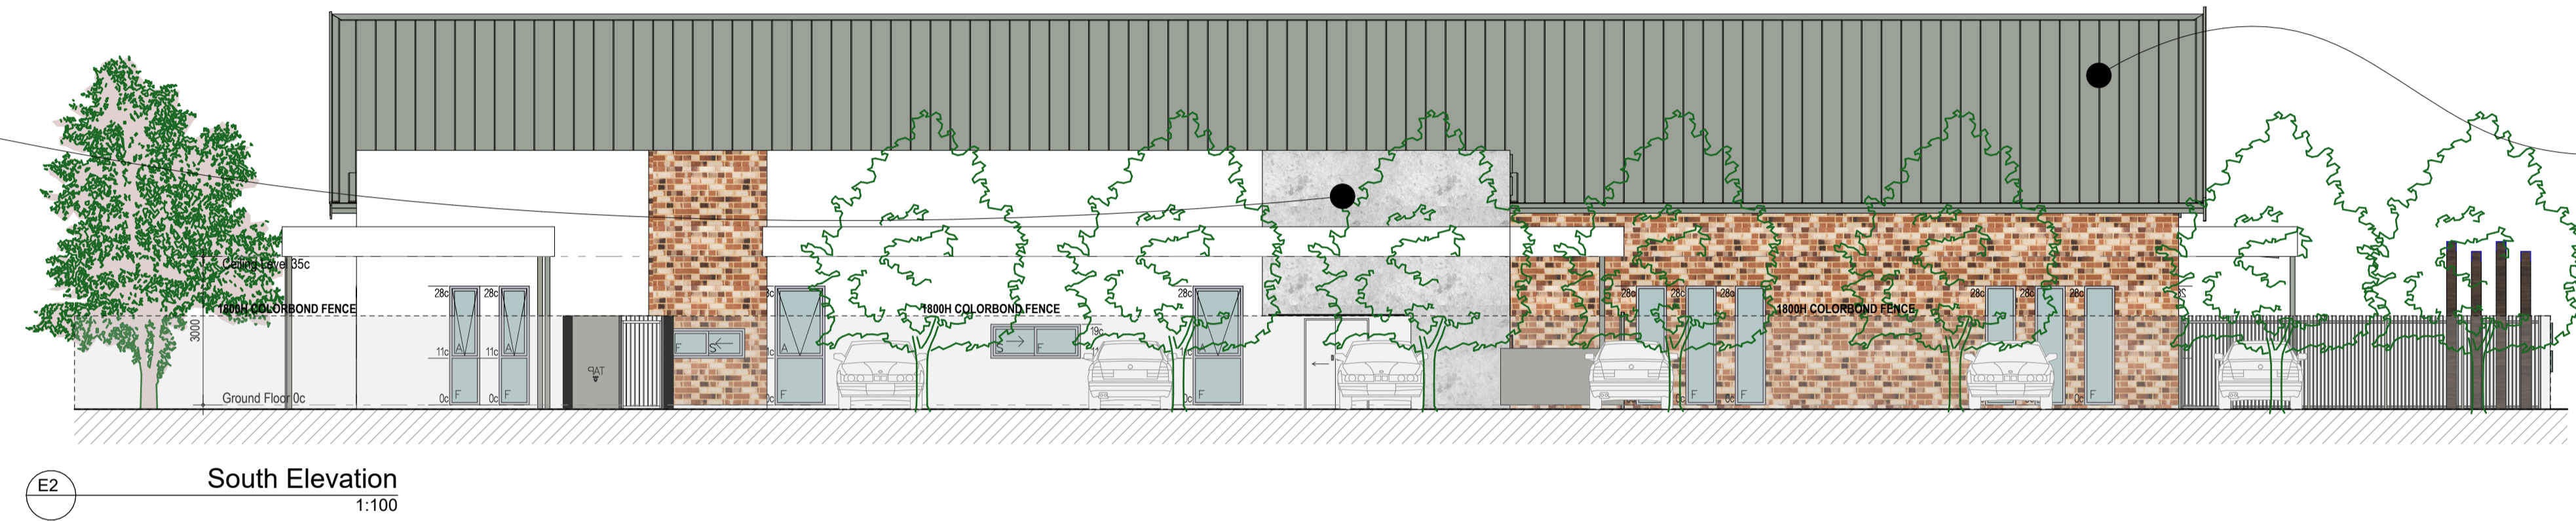 Ceiling Level 35c
1800H COLORBOND FENCE
1800H COLORBOND FENCE
1800H COLORBOND FENCE
3000
28c 28c
28c
28c 28c 28c
28c 28c 28c
19c
11c 11c
A A A A
F S
S F
F F F F
F F F
TAP
Ground Floor 0c
0c 0c
E2
South Elevation
1:100